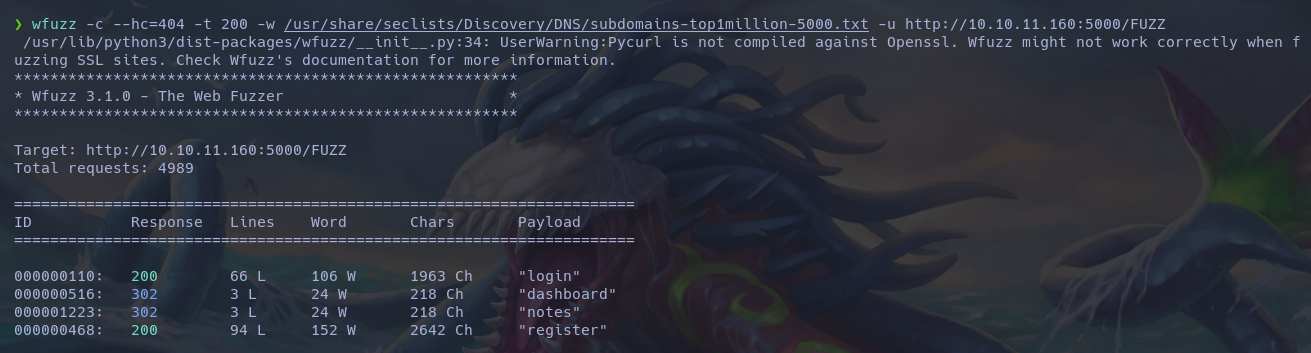 ❯ wfuzz -c --hc=404 -t 200 -w /usr/share/seclists/Discovery/DNS/subdomains-top1million-5000.txt -u http://10.10.11.160:5000/FUZZ
/usr/lib/python3/dist-packages/wfuzz/__init__.py:34: UserWarning:Pycurl is not compiled against Openssl. Wfuzz might not work correctly when f
uzzing SSL sites. Check Wfuzz's documentation for more information.
********************************************************
* Wfuzz 3.1.0 - The Web Fuzzer                         *
********************************************************

Target: http://10.10.11.160:5000/FUZZ
Total requests: 4989

=====================================================================
ID           Response   Lines    Word       Chars       Payload
=====================================================================

000000110:   200        66 L     106 W      1963 Ch     "login"
000000516:   302        3 L      24 W       218 Ch      "dashboard"
000001223:   302        3 L      24 W       218 Ch      "notes"
000000468:   200        94 L     152 W      2642 Ch     "register"